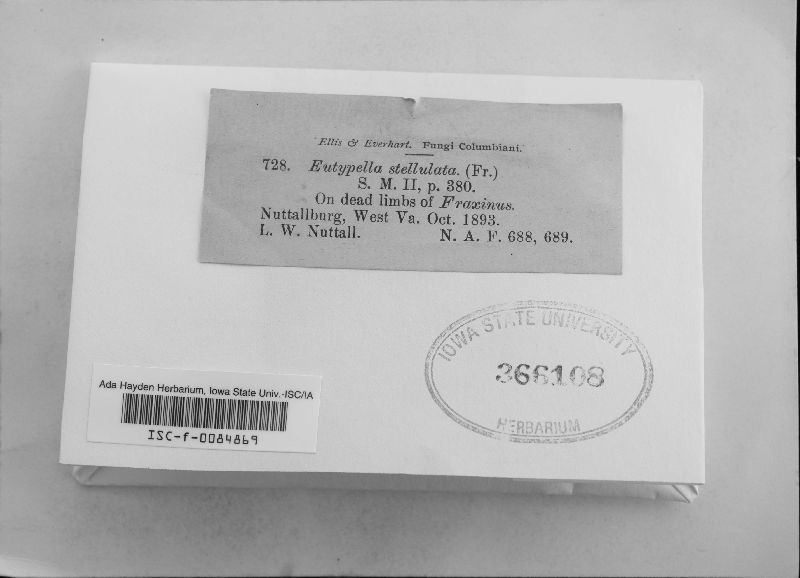 Ellis & Everhart. Fungi Columbiani.
728. Eutypella stellulata. (Fr.)
S. M. II, p. 380.
On dead limbs of Fraxinus.
Nuttallburg, West Va. Oct. 1893.
L. W. Nuttall. N. A. F. 688, 689.
IOWA STATE UNIVERSITY
366108
HERBARIUM
Ada Hayden Herbarium, Iowa State Univ.-ISC/IA
ISC-f-0084869